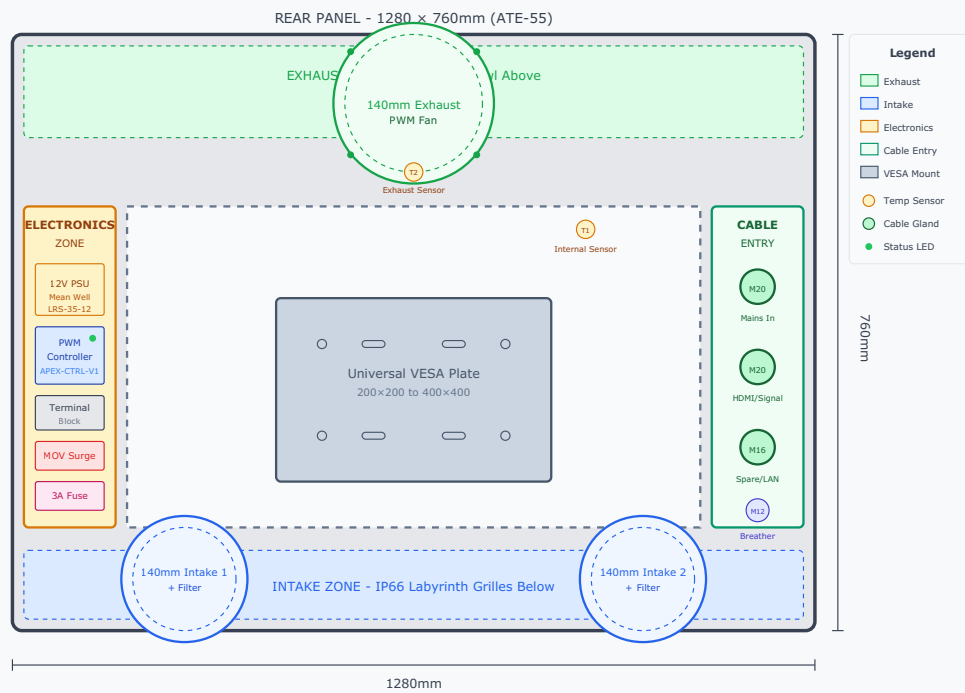 REAR PANEL - 1280 × 760mm (ATE-55)
EXHAUS
Above
140mm Exhaust
PWM Fan
T2
Exhaust Sensor
ELECTRONICS
ZONE
12V PSU
Mean Well
LRS-35-12
PWM
Controller
APEX-CTRL-V1
Terminal
Block
MOV Surge
3A Fuse
T1
Internal Sensor
Universal VESA Plate
200×200 to 400×400
CABLE
ENTRY
M20
Mains In
M20
HDMI/Signal
M16
Spare/LAN
M12
Breather
140mm Intake 1
+ Filter
INTAKE ZONE - IP66 Labyrinth Grilles Below
140mm Intake 2
+ Filter
1280mm
760mm
Legend
Exhaust
Intake
Electronics
Cable Entry
VESA Mount
Temp Sensor
Cable Gland
Status LED